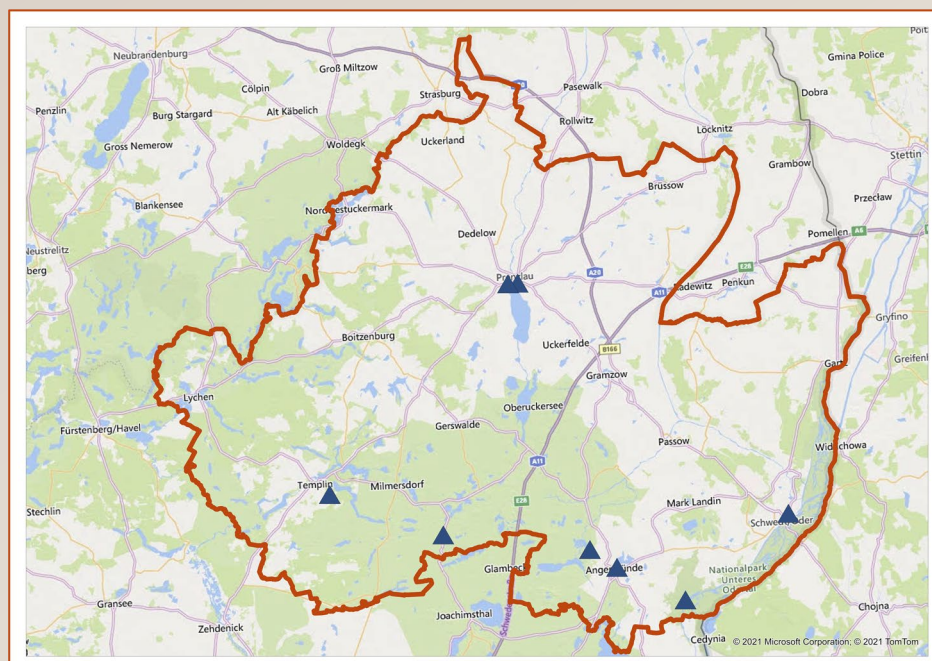 Neubrandenburg
Groß Miltzow
Gmina Police
Cölpin
Pasewalk
Dobra
Penzlin
Strasburg
Burg Stargard
Alt Käbelich
Rollwitz
Löcknitz
Gross Nemerow
Woldegk
Uckerland
Stettin
Grambow
Brüssow
Przecław
Blankensee
Dedelow
Pomellen
A6
E28
A20
Penkun
A11
Gryfino
Boitzenburg
Uckerfelde
B166
Gramzow
Lychen
Oberuckersee
Fürstenberg/Havel
Gerswalde
Passow
A11
Templin
Milmersdorf
E28
Mark Landin
Stechlin
Glambeck
Nationalpark
Unteres
Gransee
Joachimsthal
Chojna
Zehdenick
Cedynia
© 2021 Microsoft Corporation; © 2021 TomTom